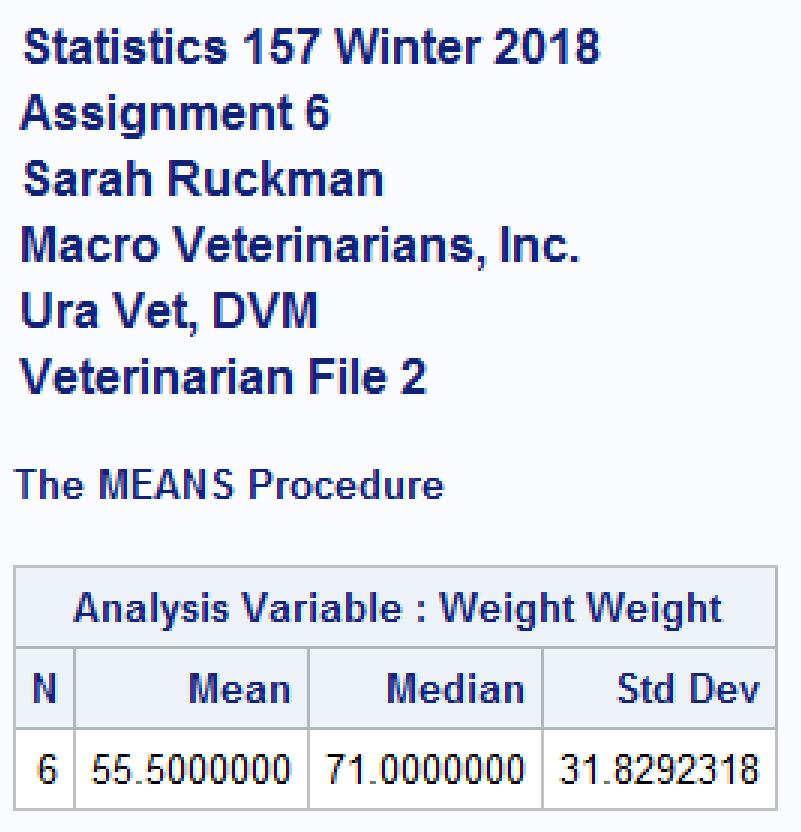 Statistics 157 Winter 2018
Assignment 6
Sarah Ruckman
Macro Veterinarians, Inc.
Ura Vet, DVM
Veterinarian File 2
The MEANS Procedure
Analysis Variable : Weight Weight
N Mean Median Std Dev
6 55.5000000 71.0000000 31.8292318